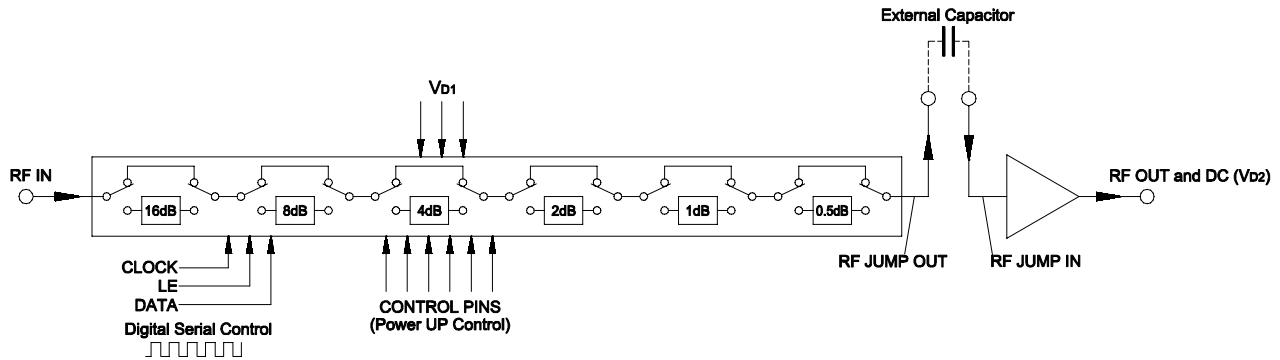 External Capacitor
VD1
RF IN
16dB
8dB
4dB
2dB
1dB
0.5dB
RF OUT and DC (VD2)
RF JUMP OUT
RF JUMP IN
CLOCK
LE
DATA
CONTROL PINS
(Power UP Control)
Digital Serial Control